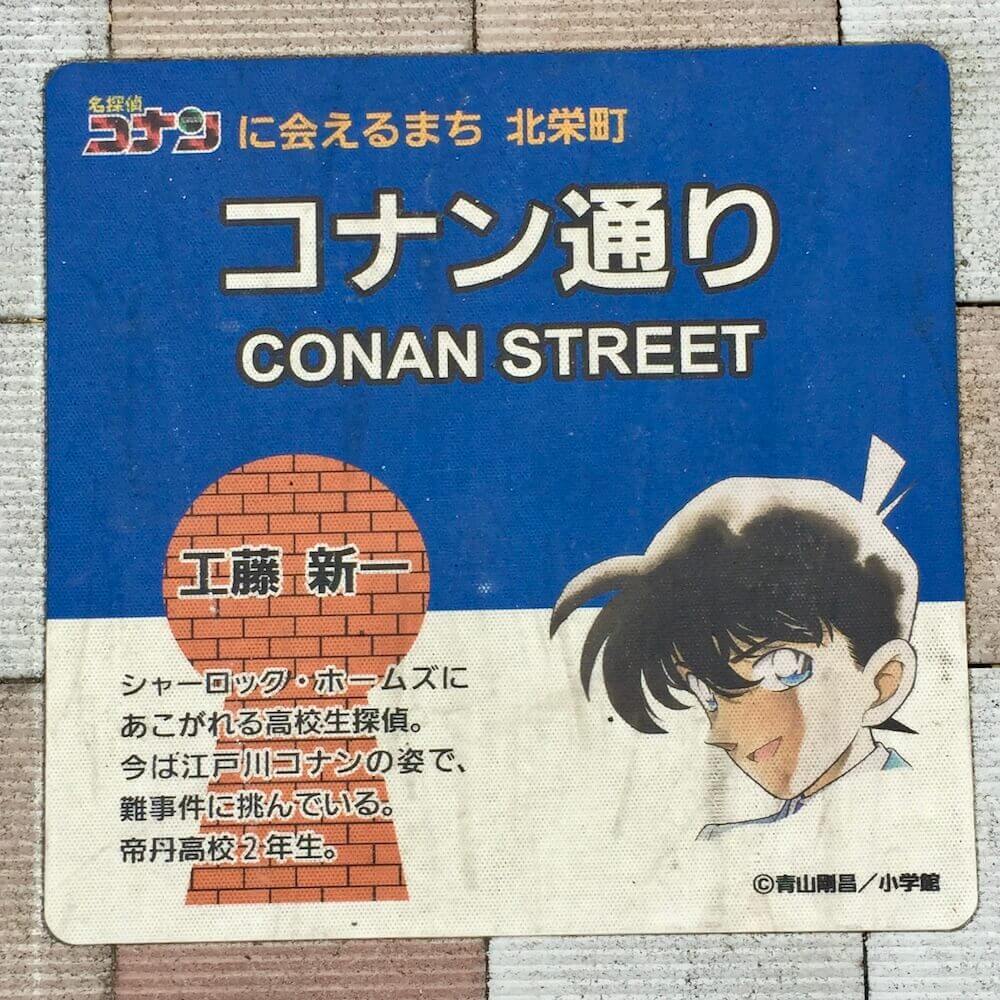 名探偵
コナン に会えるまち 北栄町
コナン通り
CONAN STREET
工藤 新一
シャーロック・ホームズに
あこがれる高校生探偵。
今は江戸川コナンの姿で、
難事件に挑んでいる。
帝丹高校2年生。
©青山剛昌／小学館